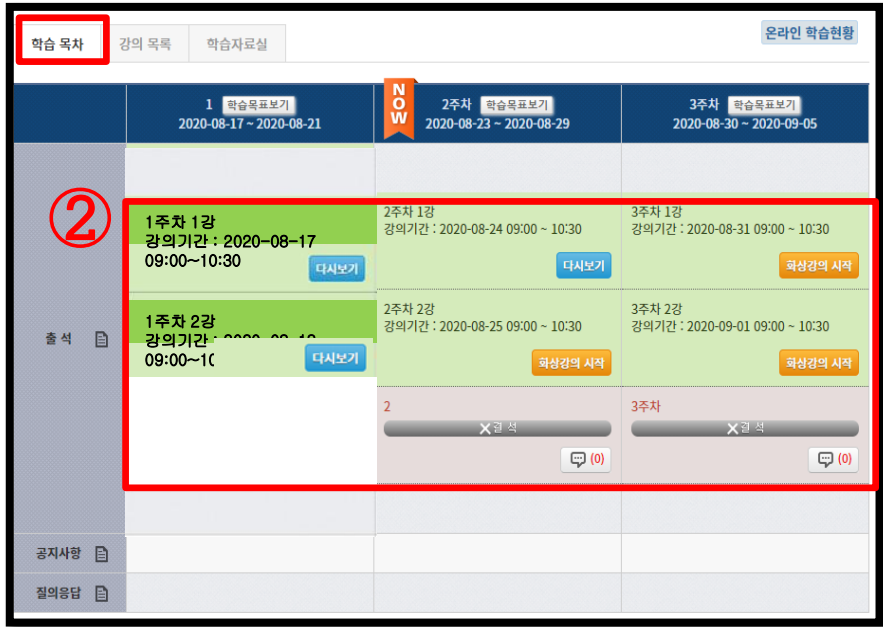 학습 목차
강의 목록
학습자료실
온라인 학습현황
1 학습목표보기
2020-08-17 ~ 2020-08-21
NOW
2주차 학습목표보기
2020-08-23 ~ 2020-08-29
3주차 학습목표보기
2020-08-30 ~ 2020-09-05
②
출 석
1주차 1강
강의기간 : 2020-08-17
09:00~10:30
다시보기
2주차 1강
강의기간 : 2020-08-24 09:00 ~ 10:30
다시보기
3주차 1강
강의기간 : 2020-08-31 09:00 ~ 10:30
화상강의 시작
1주차 2강
강의기간 :
09:00~1
다시보기
2주차 2강
강의기간 : 2020-08-25 09:00 ~ 10:30
화상강의 시작
3주차 2강
강의기간 : 2020-09-01 09:00 ~ 10:30
화상강의 시작
2
X결 석
(0)
3주차
X결 석
(0)
공지사항
질의응답